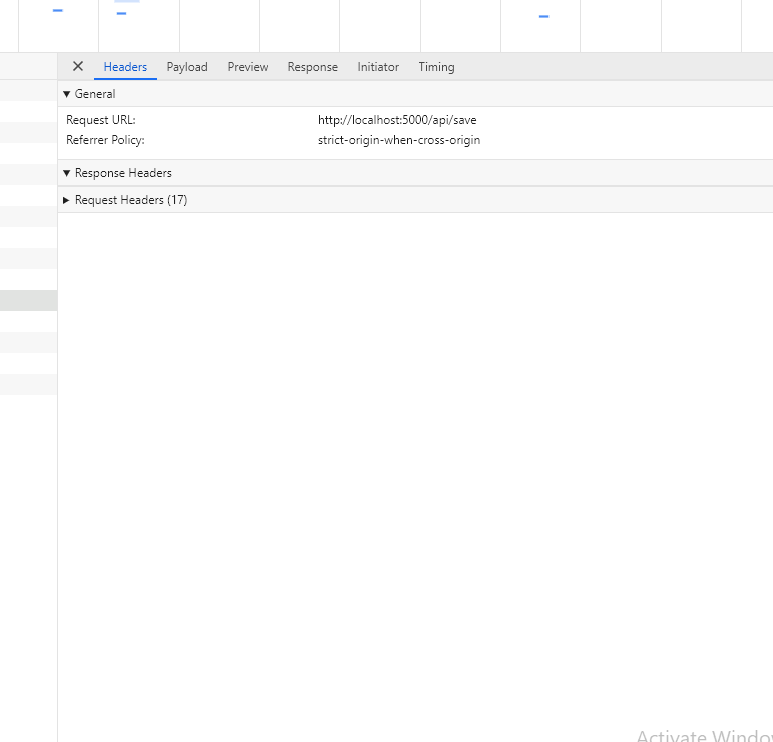 Headers Payload Preview Response Initiator Timing
General
Request URL: http://localhost:5000/api/save
Referrer Policy: strict-origin-when-cross-origin
Response Headers
Request Headers (17)
Activate Windo